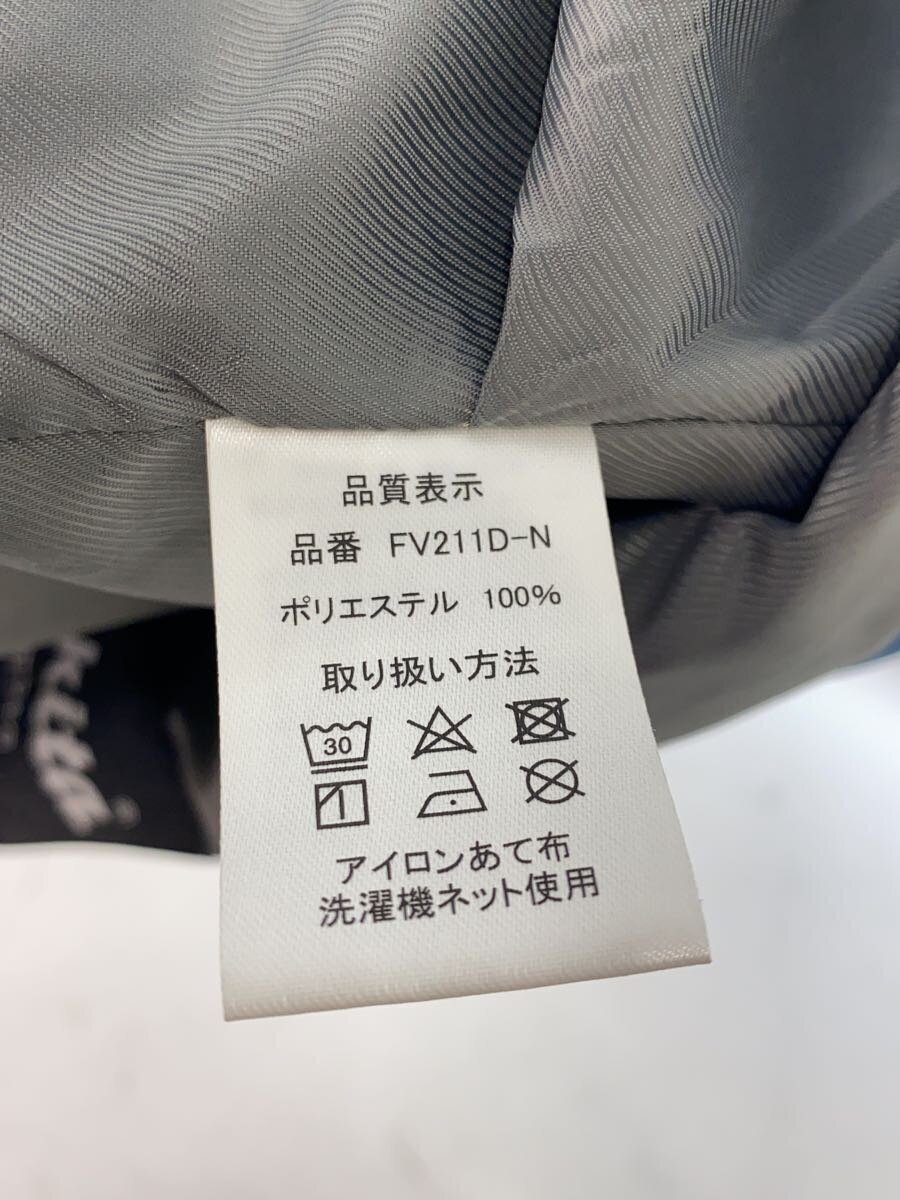 品質表示
品番 FV211D-N
ポリエステル 100%
取り扱い方法
30
アイロンあて布
洗濯機ネット使用